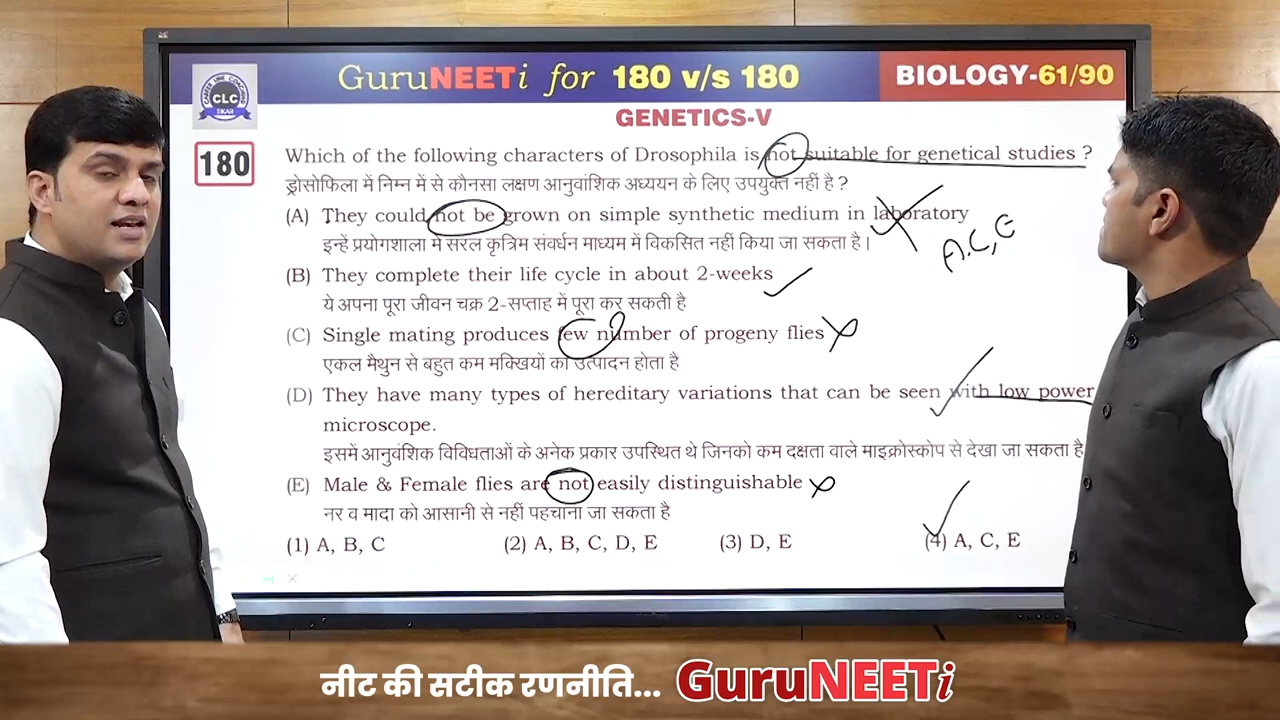 GuruNEETi for 180 v/s 180
BIOLOGY-61/90
CAREER LINE COACHING
CLC
SIKAR
GENETICS-V
180
Which of the following characters of Drosophila is not suitable for genetical studies ?
ड्रोसोफिला में निम्न में से कौनसा लक्षण आनुवांशिक अध्ययन के लिए उपयुक्त नहीं है ?
(A) They could not be grown on simple synthetic medium in laboratory
इन्हें प्रयोगशाला में सरल कृत्रिम संवर्धन माध्यम में विकसित नहीं किया जा सकता है।
A,C,E
(B) They complete their life cycle in about 2-weeks
ये अपना पूरा जीवन चक्र 2-सप्ताह में पूरा कर सकती है
(C) Single mating produces few number of progeny flies
एकल मैथुन से बहुत कम मक्खियों का उत्पादन होता है
(D) They have many types of hereditary variations that can be seen with low power
microscope.
इसमें आनुवंशिक विविधताओं के अनेक प्रकार उपस्थित थे जिनको कम दक्षता वाले माइक्रोस्कोप से देखा जा सकता है
(E) Male & Female flies are not easily distinguishable
नर व मादा को आसानी से नहीं पहचाना जा सकता है
(1) A, B, C (2) A, B, C, D, E (3) D, E (4) A, C, E
नीट की सटीक रणनीति... GuruNEETi